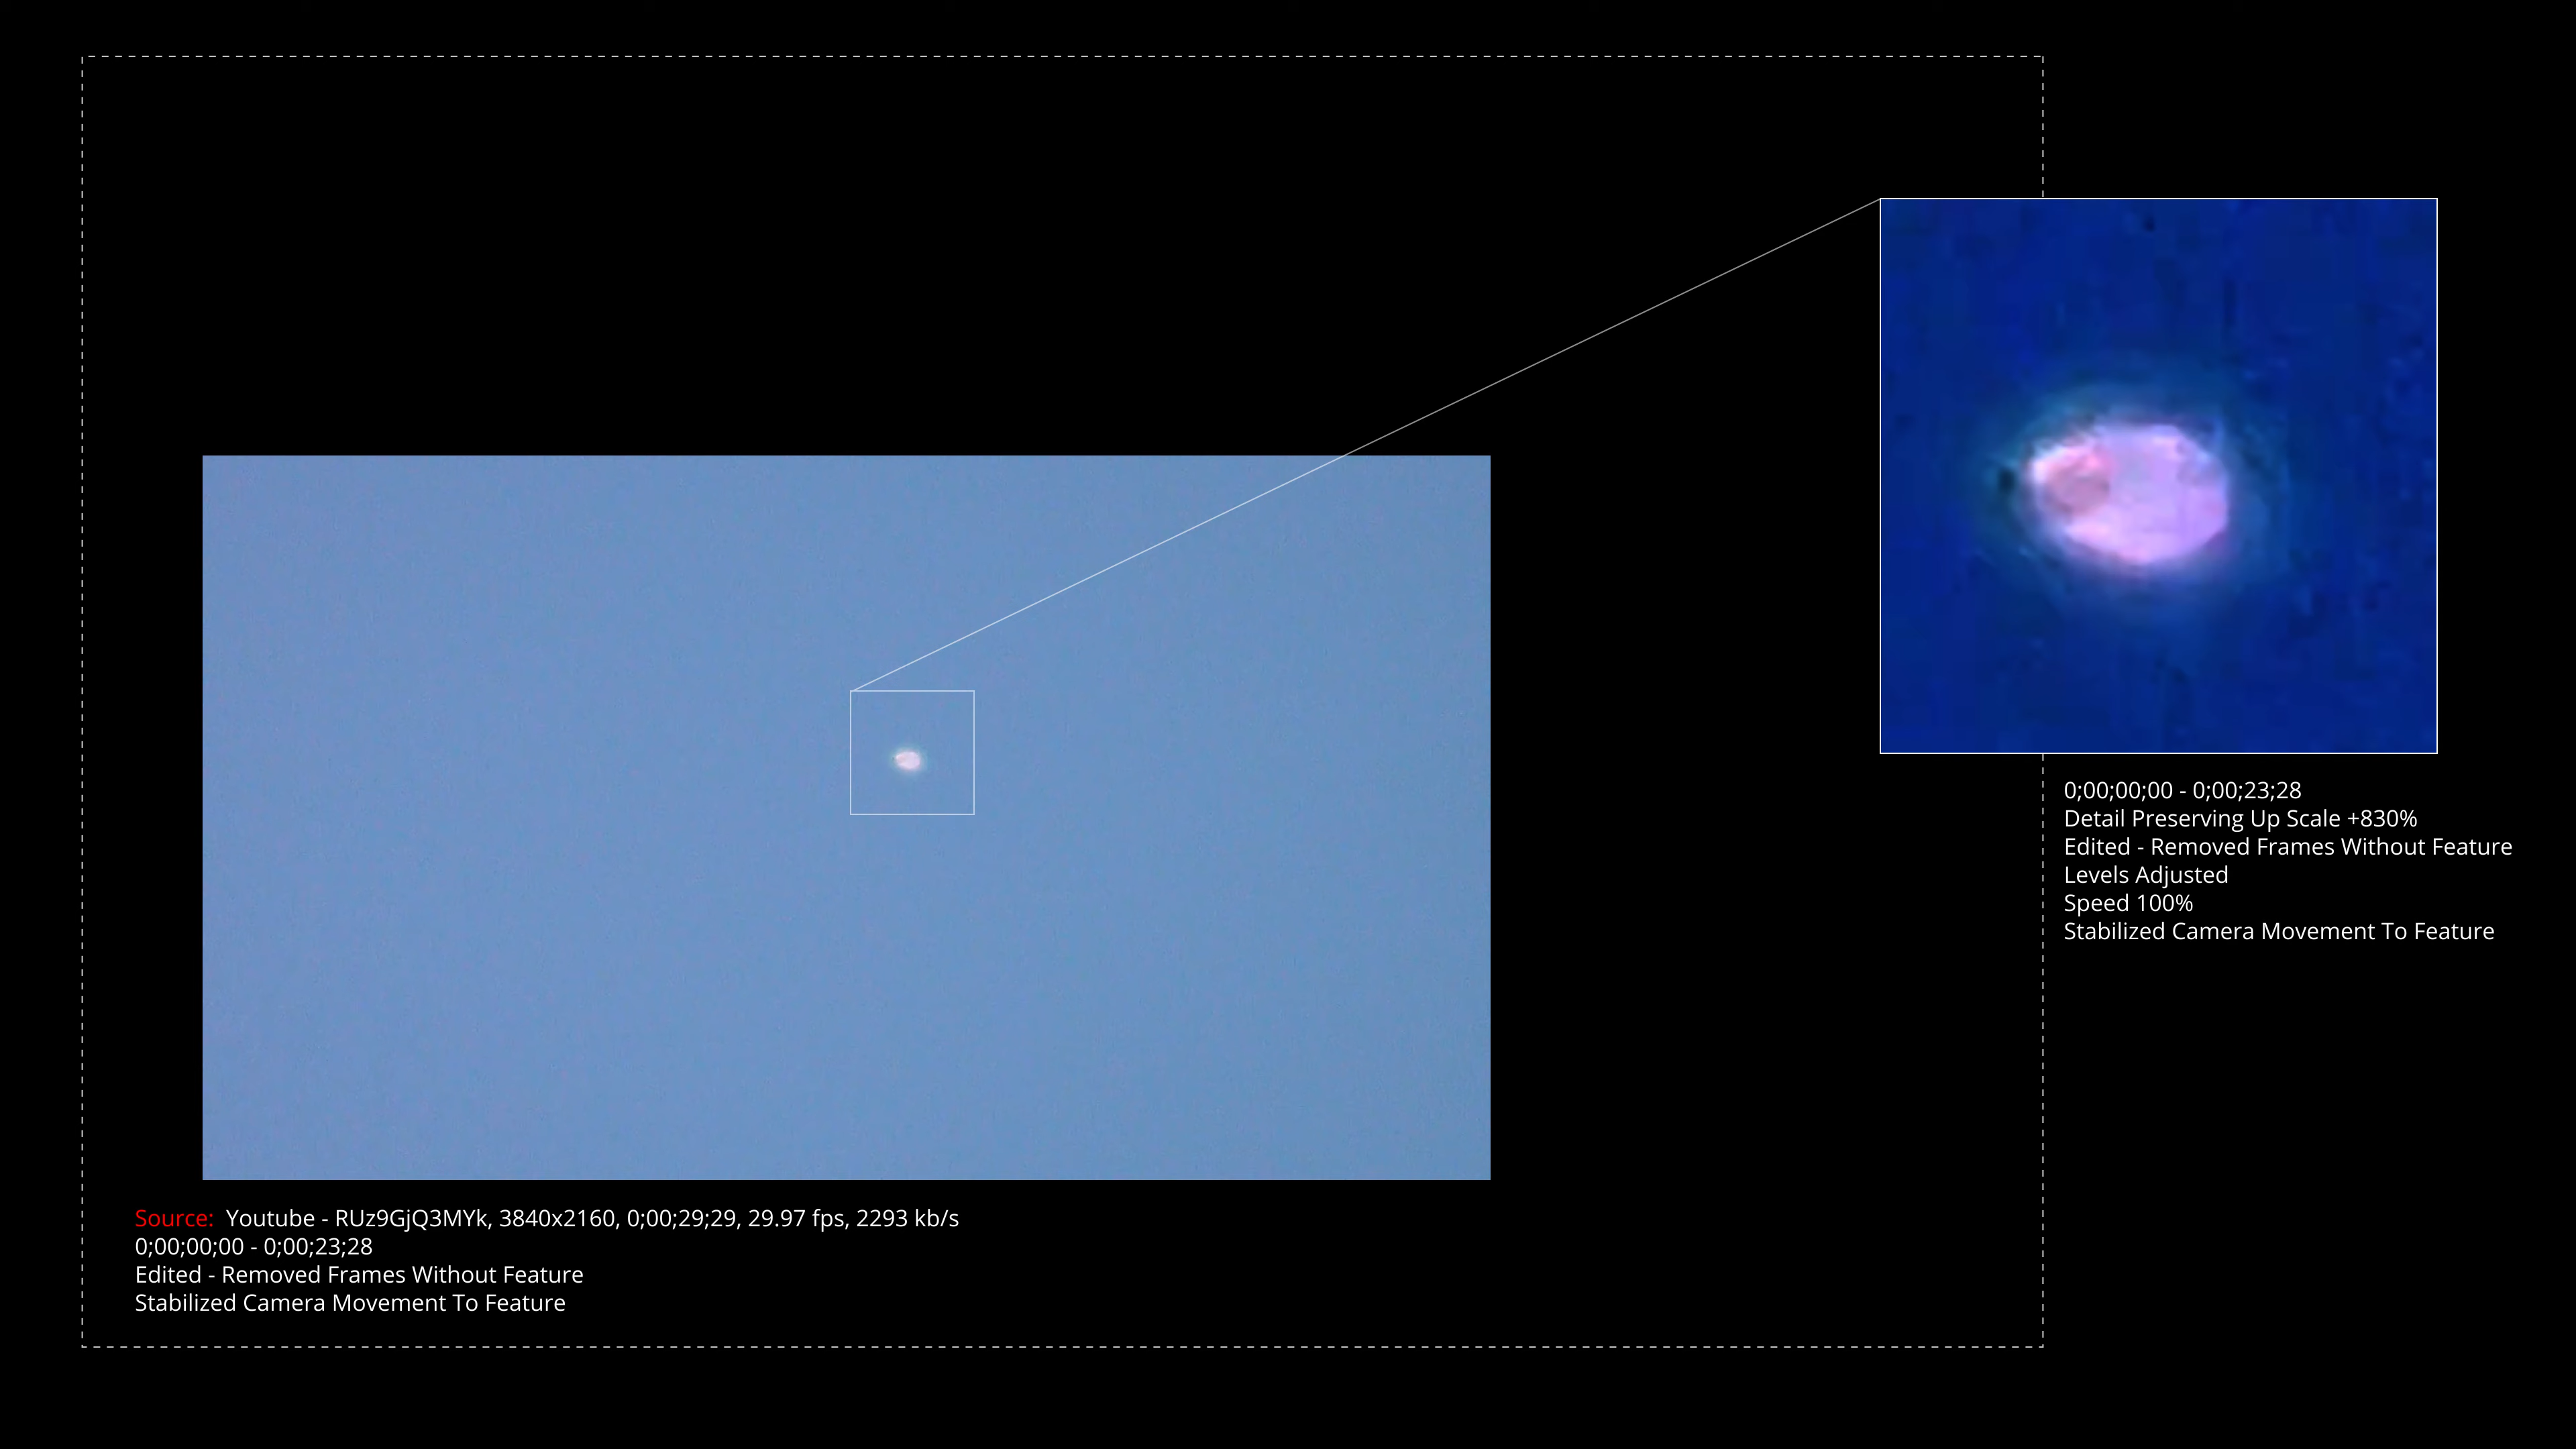 0;00;00;00 - 0;00;23;28
Detail Preserving Up Scale +830%
Edited - Removed Frames Without Feature
Levels Adjusted
Speed 100%
Stabilized Camera Movement To Feature
Source: Youtube - RUz9GjQ3MYk, 3840x2160, 0;00;29;29, 29.97 fps, 2293 kb/s
0;00;00;00 - 0;00;23;28
Edited - Removed Frames Without Feature
Stabilized Camera Movement To Feature